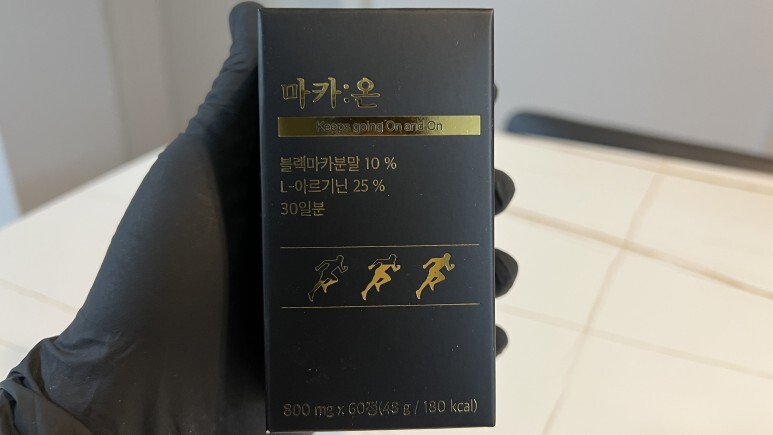 마카:온
Keeps going On and On
블랙마카분말 10 %
L-아르기닌 25 %
30일분
800 mg x 60정(48 g / 180 kcal)